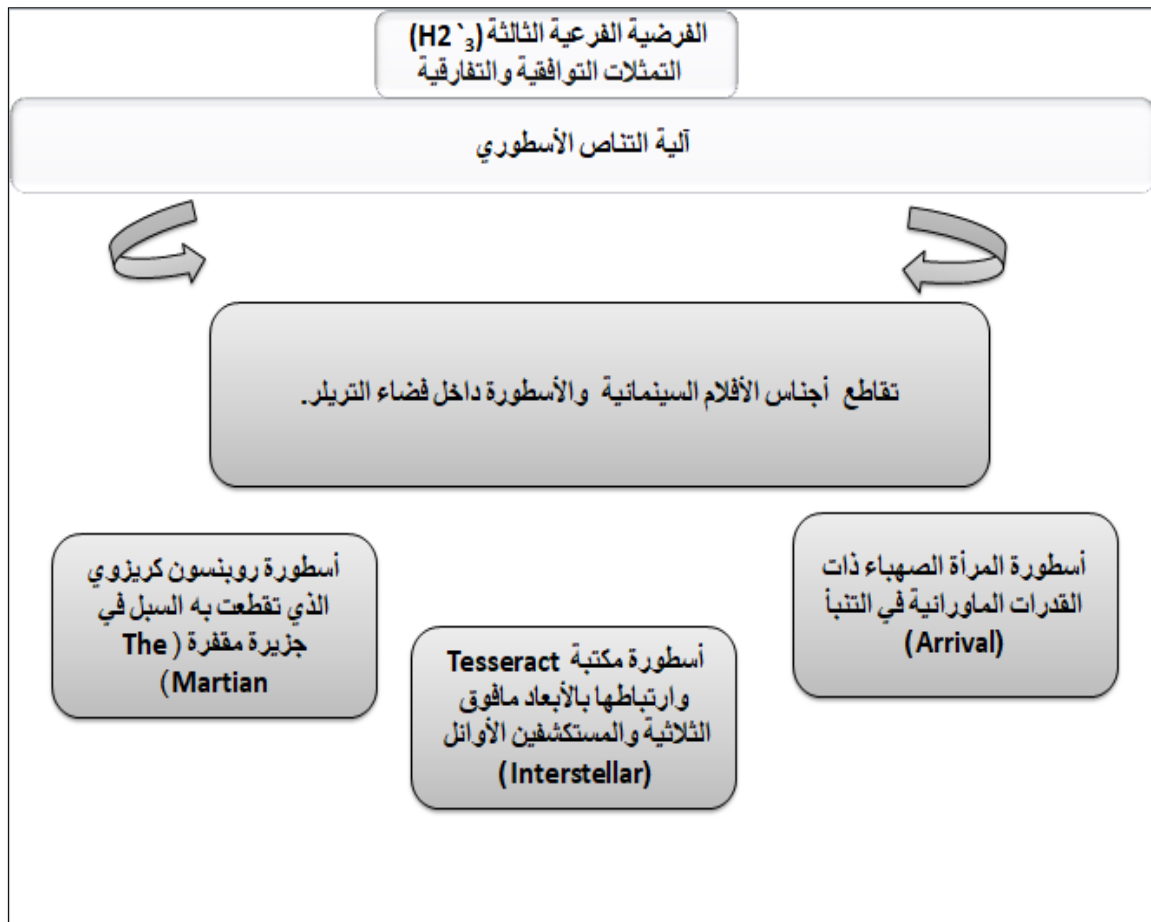 الفرضية الفرعية الثالثة (H2`₃)
التمثلات التوافقية والتفارقية
آلية التناص الأسطوري
تقاطع أجناس الأفلام السينمائية والأسطورة داخل فضاء التريلر.
أسطورة المرأة الصهباء ذات
القدرات الماورائية في التنبأ
(Arrival)
أسطورة مكتبة Tesseract
وارتباطها بالأبعاد مافوق
الثلاثية والمستكشفين الأوائل
(Interstellar)
أسطورة روبنسون كريزوي
الذي تقطعت به السبل في
جزيرة مقفرة (The
Martian)